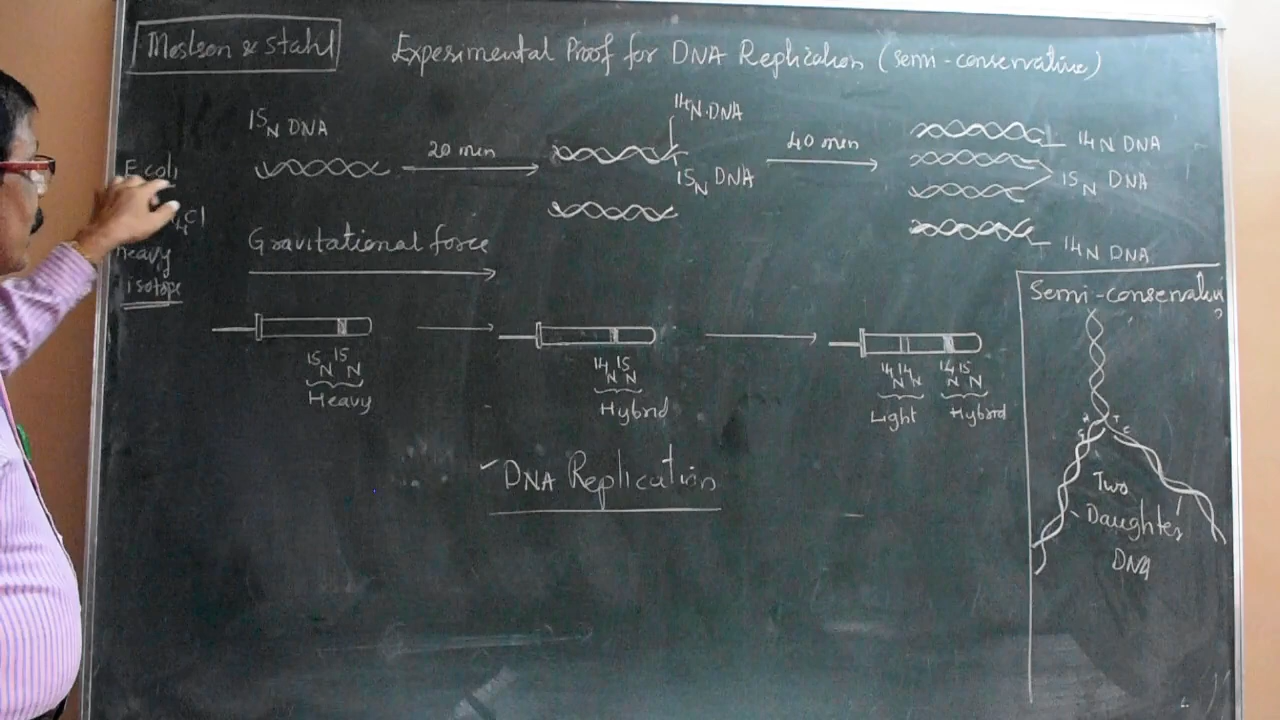 Meslson & Stahl
Experimental Proof for DNA Replication (semi-conservative)
15N DNA
20 min
14N.DNA
15N DNA
40 min
14N DNA
15N DNA
14N DNA
E.coli
4Cl
heavy
isotope
Gravitational force
15N 15N
Heavy
14N 15N
Hybrid
14N 14N
Light
14N 15N
Hybrid
DNA Replication
Semi-conservative
?
A T
G C
Two
Daughter
DNA